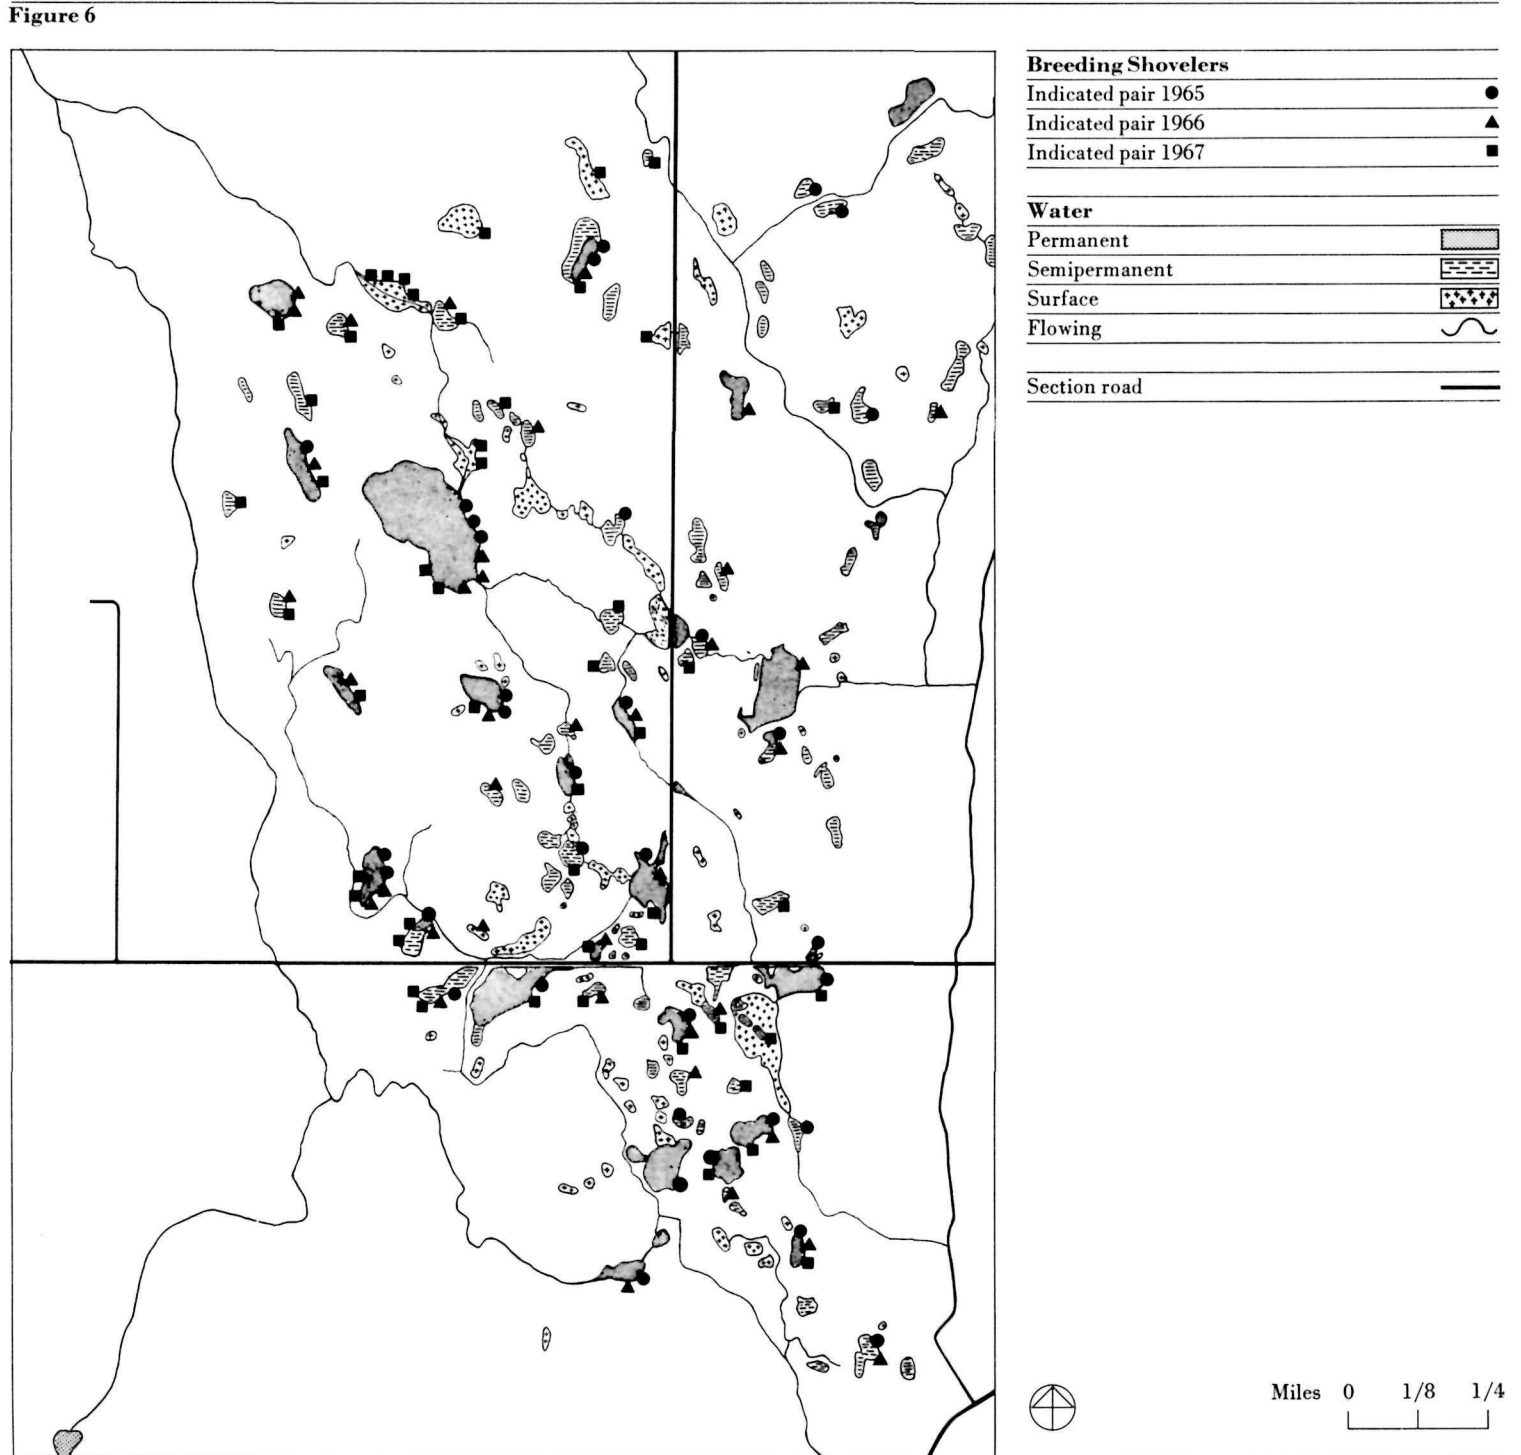 Figure 6
Breeding Shovelers
Indicated pair 1965
Indicated pair 1966
Indicated pair 1967
Water
Permanent
Semipermanent
Surface
Flowing
Section road
Miles 0 1/8 1/4